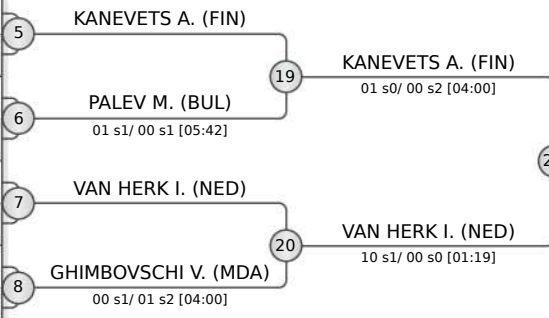 KANEVETS A. (FIN)
5
19
KANEVETS A. (FIN)
01 s0/ 00 s2 [04:00]
PALEV M. (BUL)
6
01 s1/ 00 s1 [05:42]
VAN HERK I. (NED)
7
20
VAN HERK I. (NED)
10 s1/ 00 s0 [01:19]
GHIMBOVSCHI V. (MDA)
8
00 s1/ 01 s2 [04:00]